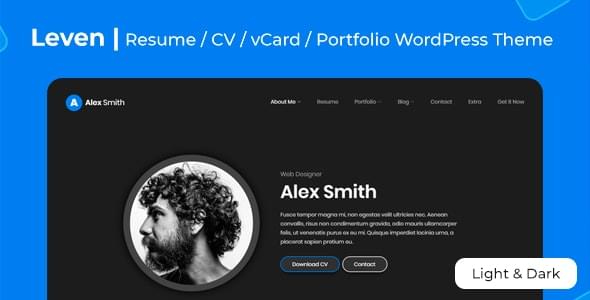 Leven | Resume / CV / vCard / Portfolio WordPress Theme
A Alex Smith
About Me Resume Portfolio Blog Contact Extra Get It Now
Web Designer
Alex Smith
Fusce tempor magna mi, non egestas velit ultricies nec. Aenean
convallis, risus non condimentum gravida, odio mauris ullamcorper
felis, ut venenatis purus ex eu mi. Quisque imperdiet lacinia urna, a
placerat sapien pretium eu.
Download CV Contact
Light & Dark